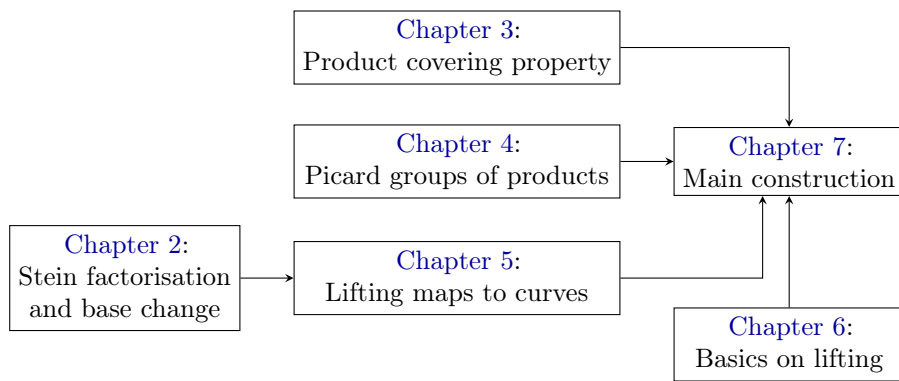 Chapter 3:
Product covering property
Chapter 4:
Picard groups of products
Chapter 7:
Main construction
Chapter 2:
Stein factorisation
and base change
Chapter 5:
Lifting maps to curves
Chapter 6:
Basics on lifting